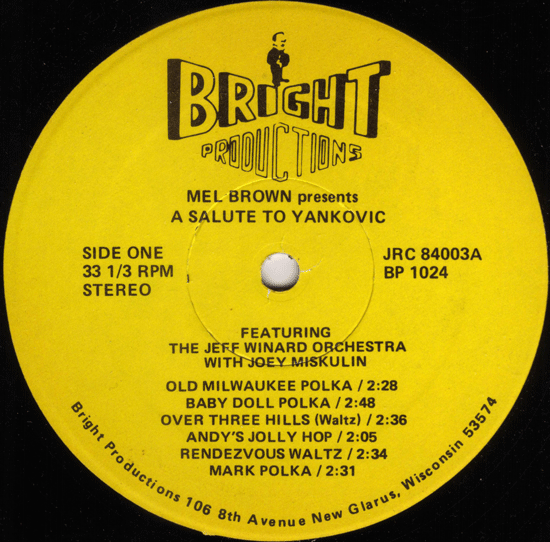 BRIGHT
PRODUCTIONS
MEL BROWN presents
A SALUTE TO YANKOVIC
SIDE ONE
33 1/3 RPM
STEREO
JRC 84003A
BP 1024
FEATURING
THE JEFF WINARD ORCHESTRA
WITH JOEY MISKULIN
OLD MILWAUKEE POLKA / 2:28
BABY DOLL POLKA / 2:48
OVER THREE HILLS (Waltz) / 2:36
ANDY'S JOLLY HOP / 2:05
RENDEZVOUS WALTZ / 2:34
MARK POLKA / 2:31
Bright Productions 106 8th Avenue New Glarus, Wisconsin 53574